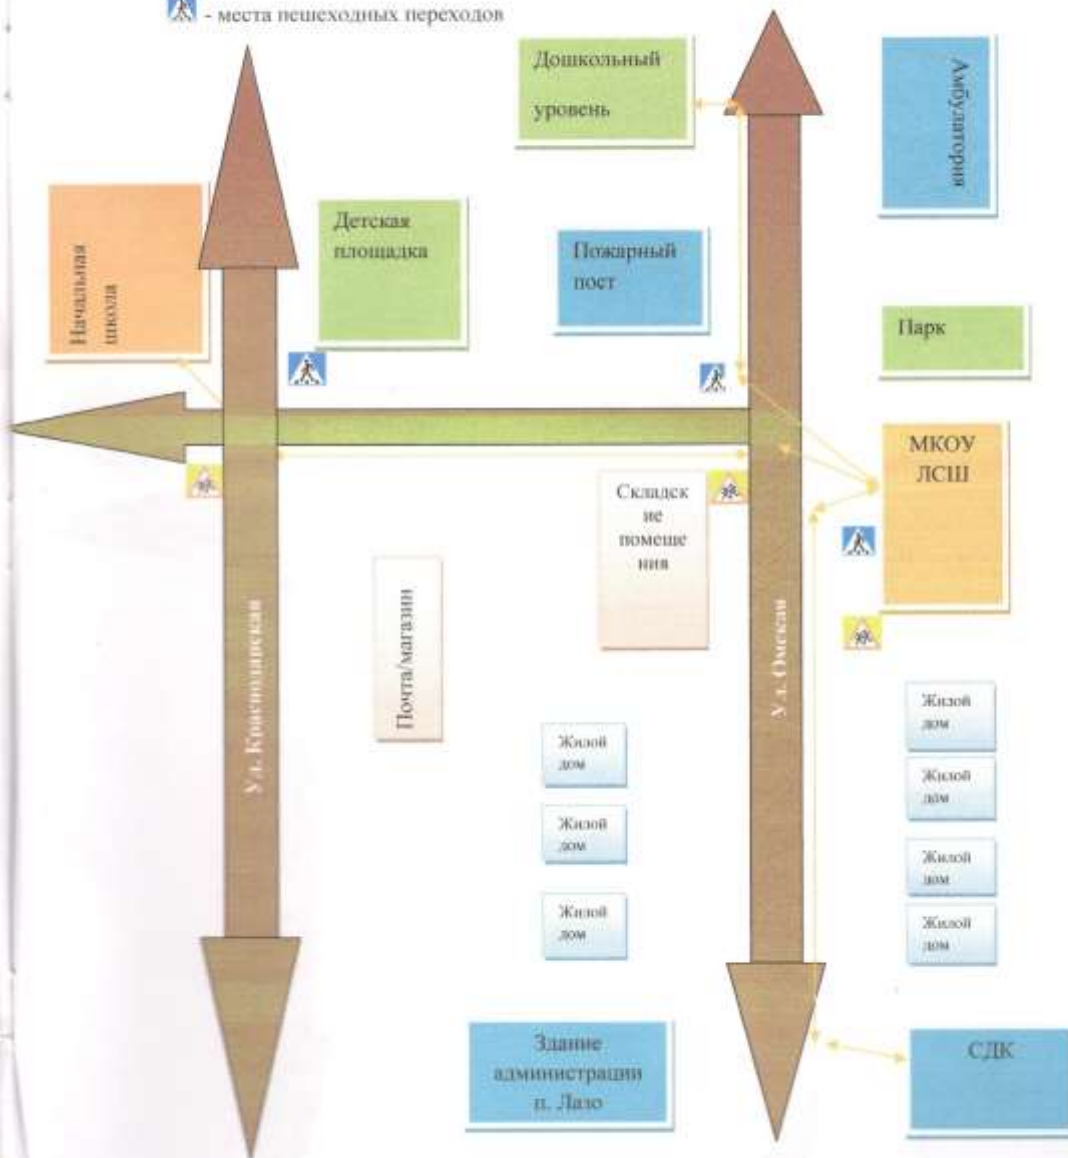 - места пешеходных переходов
Дошкольный
уровень
Амбулатория
Начальная
школа
Детская
площадка
Пожарный
пост
Парк
МКОУ
ЛСШ
Складск
ие
помеще
ния
Почта/магазин
Ул. Краснодарская
Ул. Омская
Жилой
дом
Жилой
дом
Жилой
дом
Жилой
дом
Жилой
дом
Жилой
дом
Жилой
дом
Здание
администрации
п. Лазо
СДК